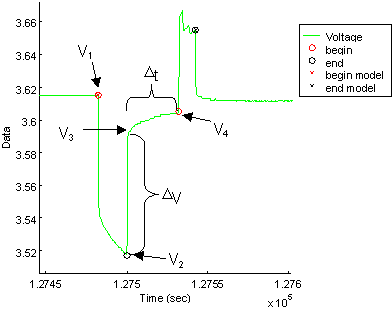 3.66
3.64
3.62
3.6
3.58
3.56
3.54
3.52
Data
V1
Δt
V3
V4
ΔV
V2
Voltage
begin
end
begin model
end model
1.2745
1.275
1.2755
1.276
Time (sec)
x 10^5